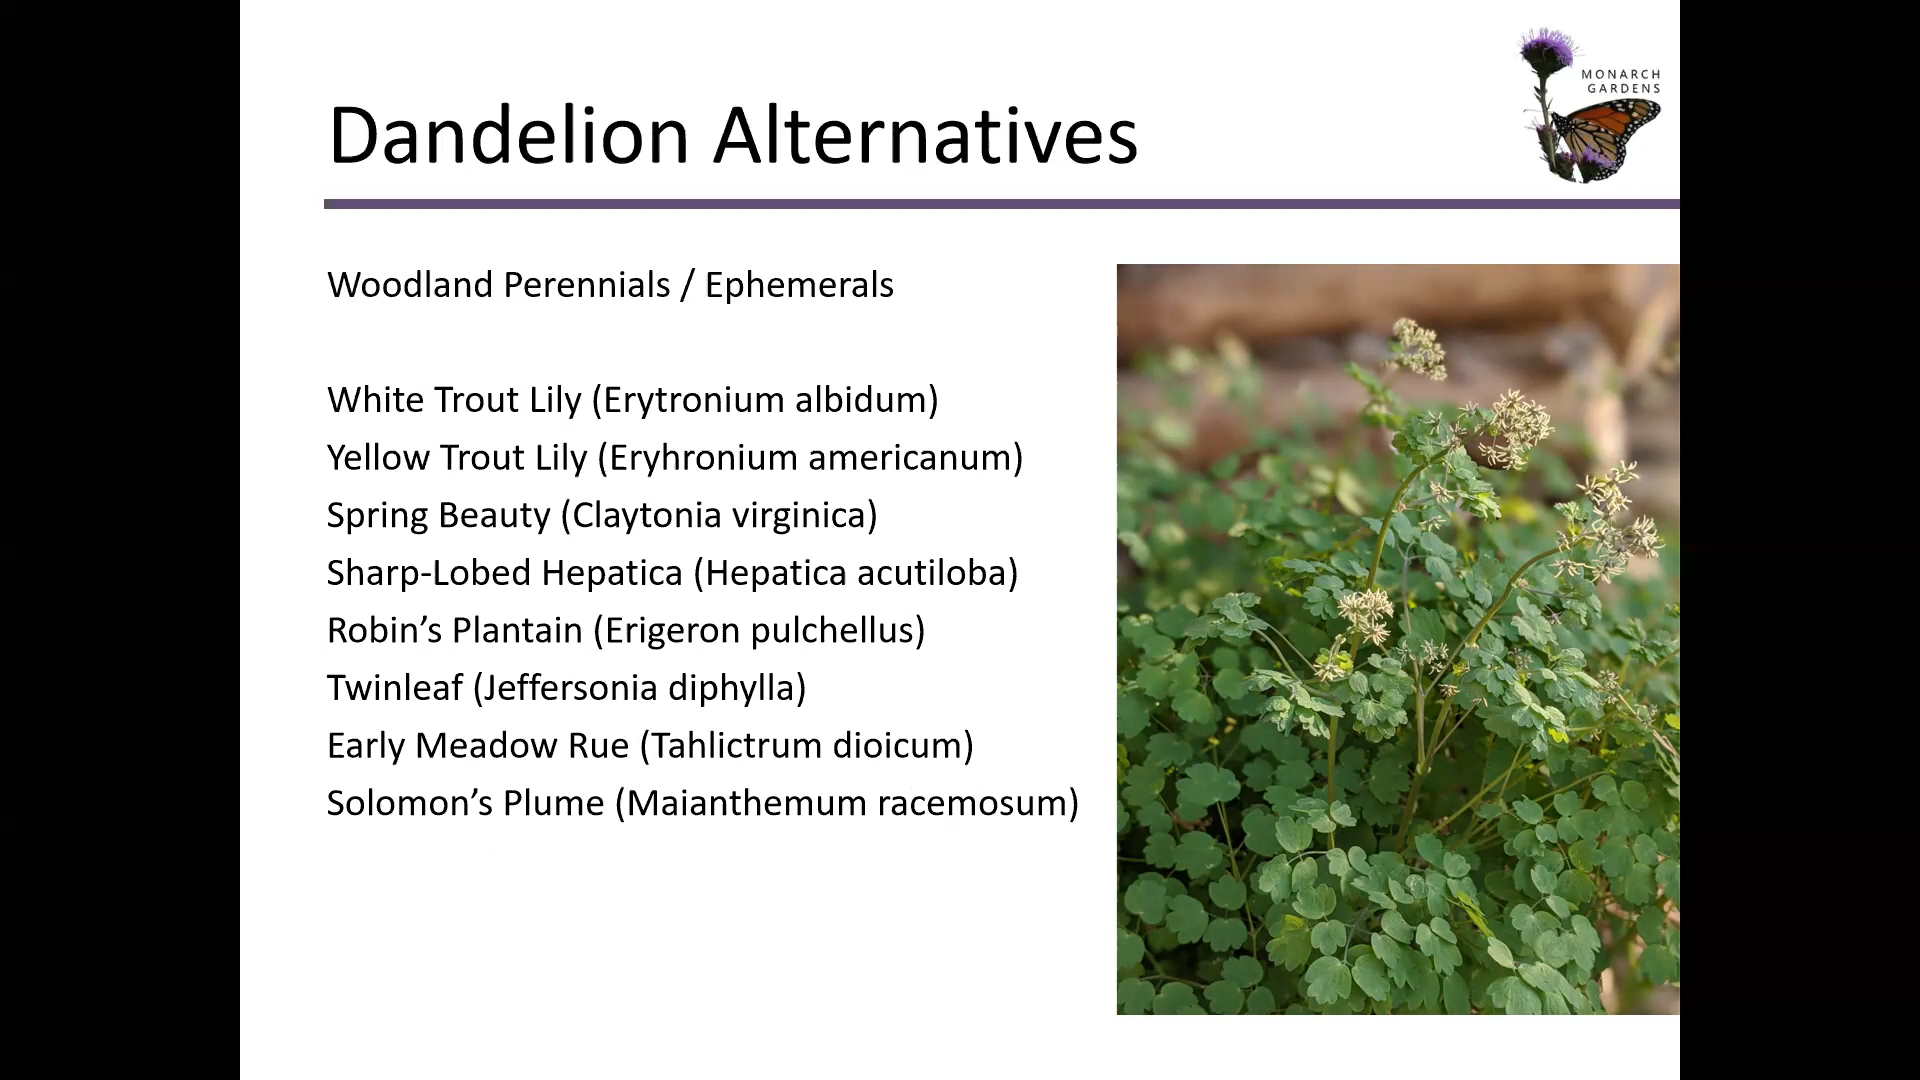 MONARCH
GARDENS
Dandelion Alternatives
Woodland Perennials / Ephemerals
White Trout Lily (Erytronium albidum)
Yellow Trout Lily (Eryhronium americanum)
Spring Beauty (Claytonia virginica)
Sharp-Lobed Hepatica (Hepatica acutiloba)
Robin’s Plantain (Erigeron pulchellus)
Twinleaf (Jeffersonia diphylla)
Early Meadow Rue (Tahlictrum dioicum)
Solomon’s Plume (Maianthemum racemosum)